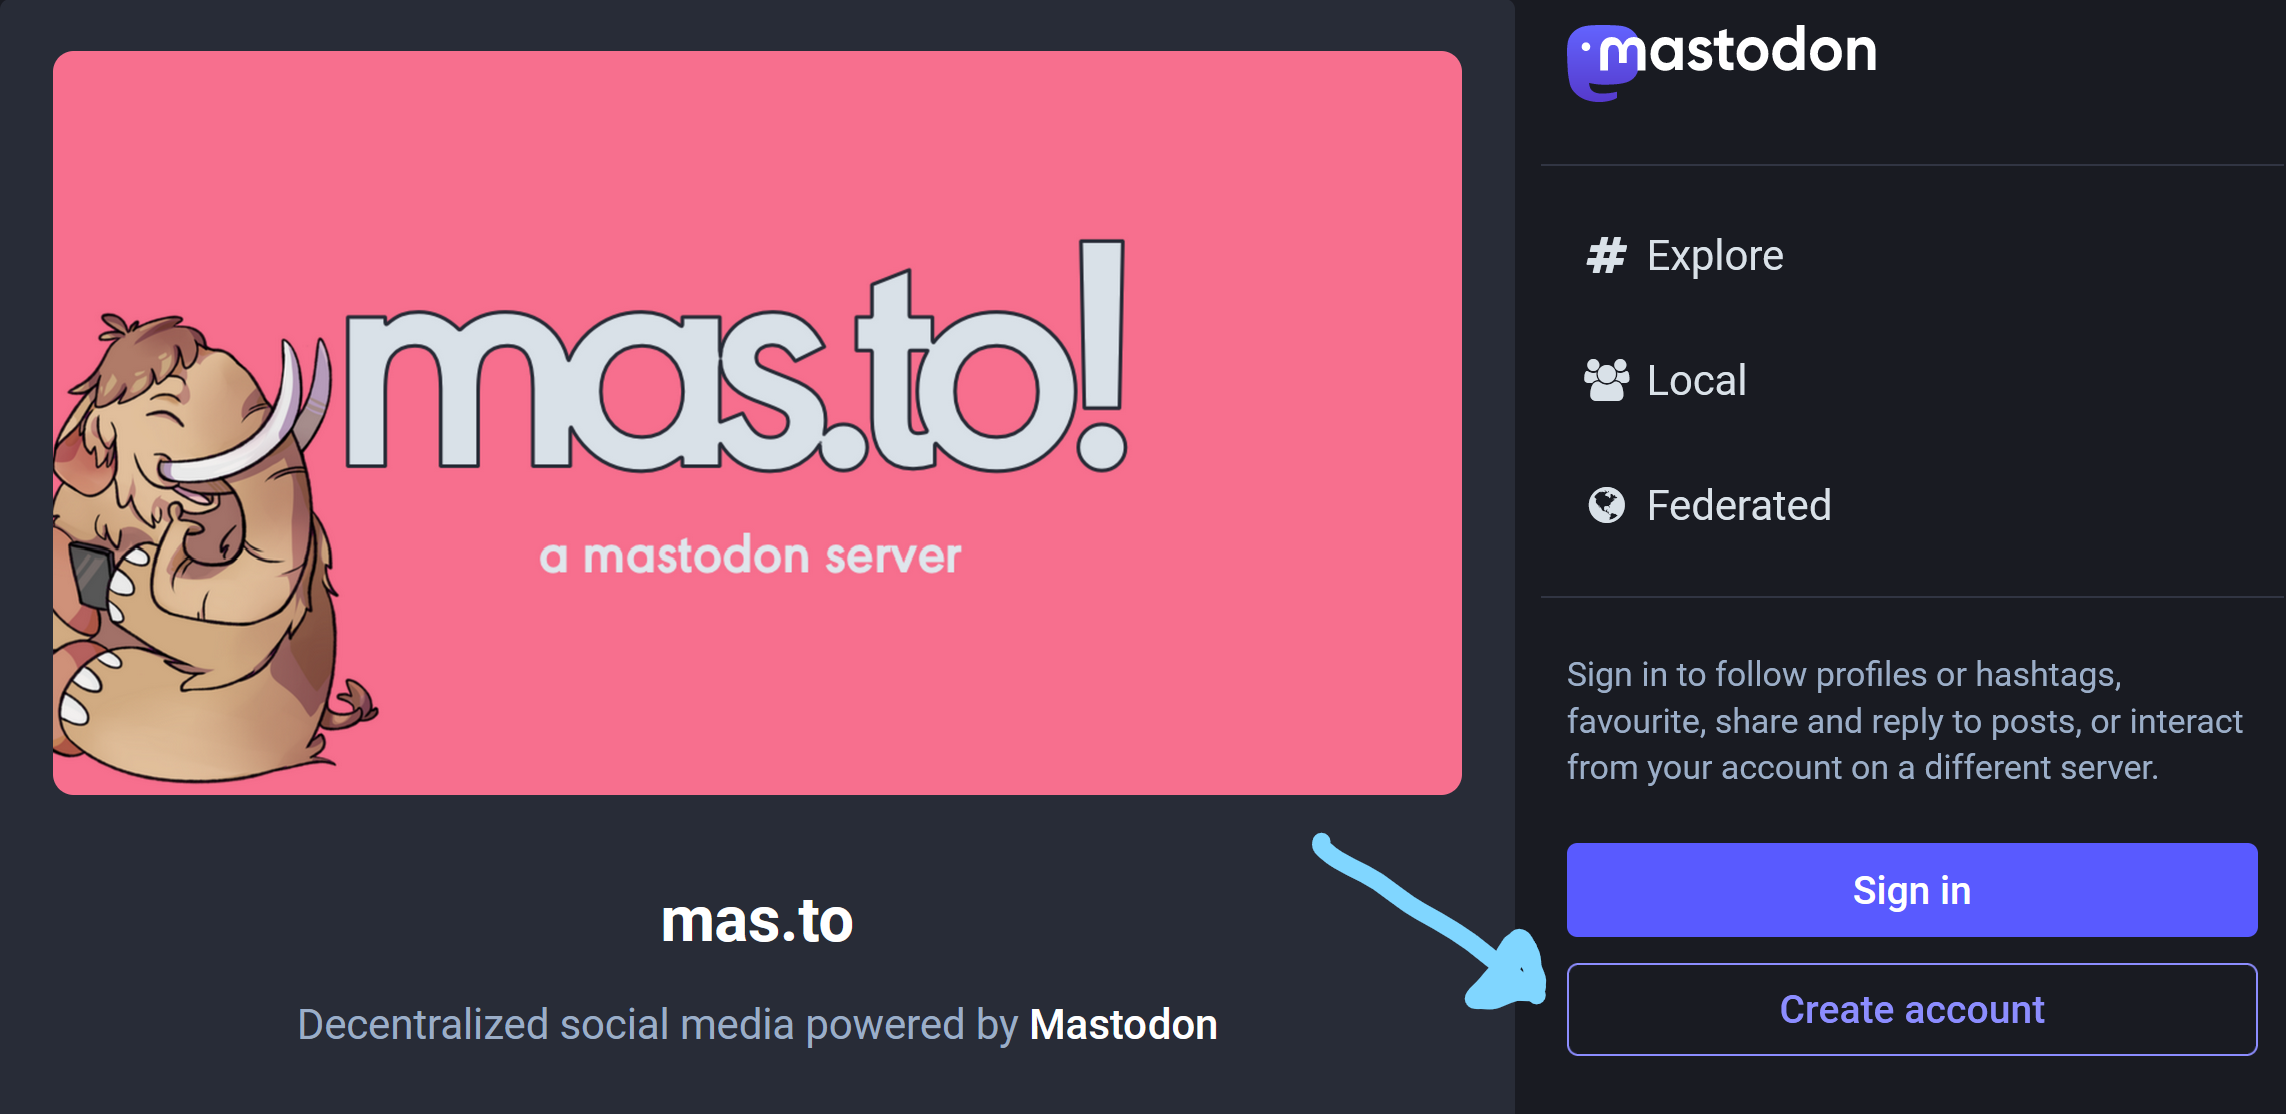 mas.to!
a mastodon server
mas.to
Decentralized social media powered by Mastodon
mastodon
Explore
Local
Federated
Sign in to follow profiles or hashtags,
favourite, share and reply to posts, or interact
from your account on a different server.
Sign in
Create account